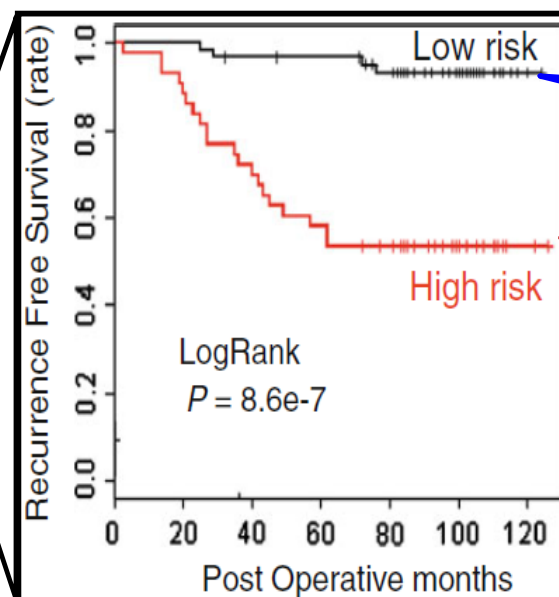 Recurrence Free Survival (rate)
1.0
0.8
0.6
0.4
0.2
0.0
Low risk
High risk
LogRank
P = 8.6e-7
0 20 40 60 80 100 120
Post Operative months